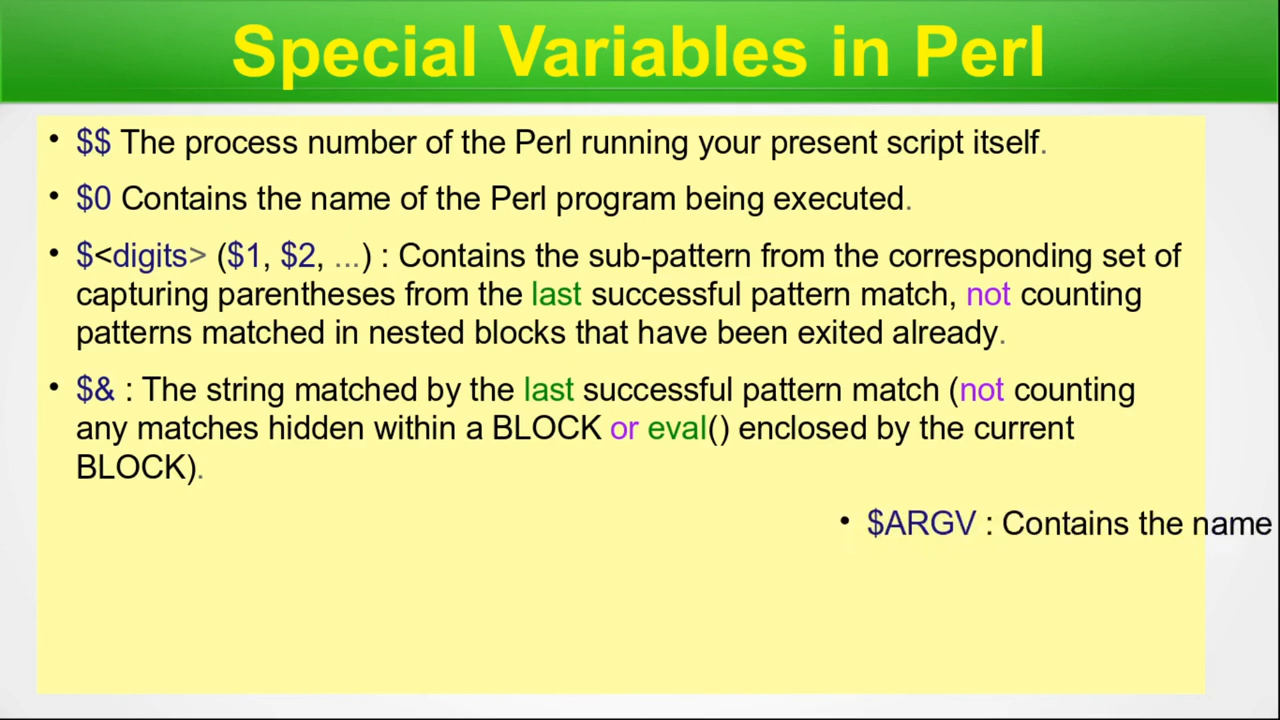 Special Variables in Perl
• $$ The process number of the Perl running your present script itself.
• $0 Contains the name of the Perl program being executed.
• $<digits> ($1, $2, ...) : Contains the sub-pattern from the corresponding set of
capturing parentheses from the last successful pattern match, not counting
patterns matched in nested blocks that have been exited already.
• $& : The string matched by the last successful pattern match (not counting
any matches hidden within a BLOCK or eval() enclosed by the current
BLOCK).
• $ARGV : Contains the name